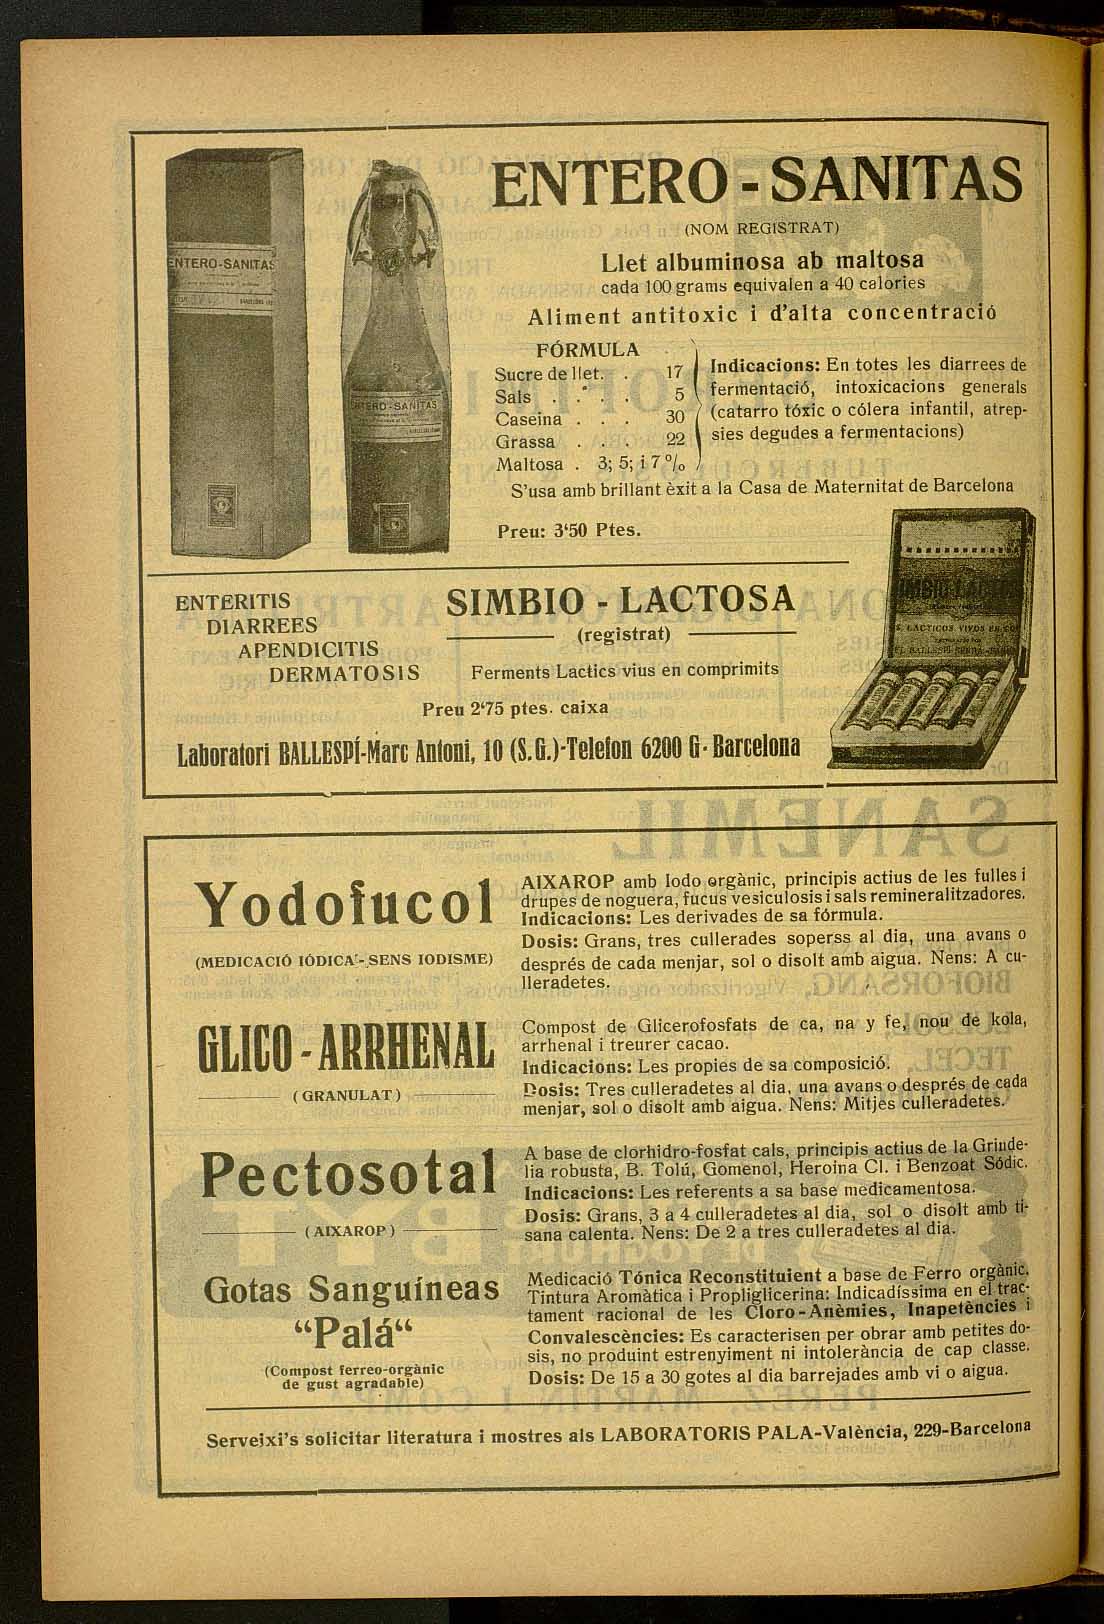 ENTERO-SANITAS
ENTERO-SANITAS
ENTERO - SANITAS
(NOM REGISTRAT)
Llet albuminosa ab maltosa
cada 100 grams equivalen a 40 calories
Aliment antitoxic i d'alta concentració
FÓRMULA
Sucre de llet. . 17
Sals . . . 5
Caseina . . . 30
Grassa . . . 22
Maltosa . 3; 5; i 7 %
Indicacions: En totes les diarrees de
fermentació, intoxicacions generals
(catarro tóxic o cólera infantil, atrep-
sies degudes a fermentacions)
S'usa amb brillant èxit a la Casa de Maternitat de Barcelona
Preu: 3'50 Ptes.
ENTERITIS
DIARREES
APENDICITIS
DERMATOSIS
SIMBIO - LACTOSA
(registrat)
Ferments Lactics vius en comprimits
Preu 2'75 ptes. caixa
Laboratori BALLESPÍ-Marc Antoni, 10 (S.G.)-Telefon 6200 G - Barcelona
Yodofucol
(MEDICACIÓ IÓDICA - SENS IODISME)
AIXAROP amb Iodo orgànic, principis actius de les fulles i
drupes de noguera, fucus vesiculosis i sals remineralitzadores.
Indicacions: Les derivades de sa fórmula.
Dosis: Grans, tres cullerades soperss al dia, una avans o
després de cada menjar, sol o disolt amb aigua. Nens: A cu-
lleradetes.
GLICO - ARRHENAL
(GRANULAT)
Compost de Glicerofosfats de ca, na y fe, nou de kola,
arrhenal i treurer cacao.
Indicacions: Les propies de sa composició.
Dosis: Tres culleradetes al dia, una avans o després de cada
menjar, sol o disolt amb aigua. Nens: Mitjes culleradetes.
Pectosotal
(AIXAROP)
A base de clorhidro-fosfat cals, principis actius de la Grinde-
lia robusta, B. Tolú, Gomenol, Heroina Cl. i Benzoat Sódic.
Indicacions: Les referents a sa base medicamentosa.
Dosis: Grans, 3 a 4 culleradetes al dia, sol o disolt amb ti-
sana calenta. Nens: De 2 a tres culleradetes al dia.
Gotas Sanguíneas
"Palá"
(Compost ferreo-orgànic
de gust agradable)
Medicació Tónica Reconstituient a base de Ferro orgànic,
Tintura Aromàtica i Propliglicerina: Indicadíssima en el trac-
tament racional de les Cloro-Anèmies, Inapetències i
Convalescències: Es caracterisen per obrar amb petites do-
sis, no produint estrenyiment ni intolerància de cap classe.
Dosis: De 15 a 30 gotes al dia barrejades amb vi o aigua.
Serveixi's solicitar literatura i mostres als LABORATORIS PALA-València, 229-Barcelona